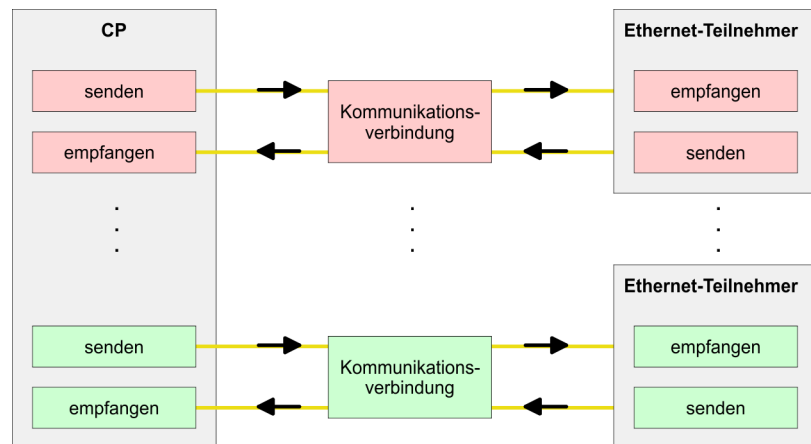 CP
Ethernet-Teilnehmer
senden
empfangen
Kommunikations-
verbindung
empfangen
senden
Ethernet-Teilnehmer
senden
empfangen
Kommunikations-
verbindung
empfangen
senden